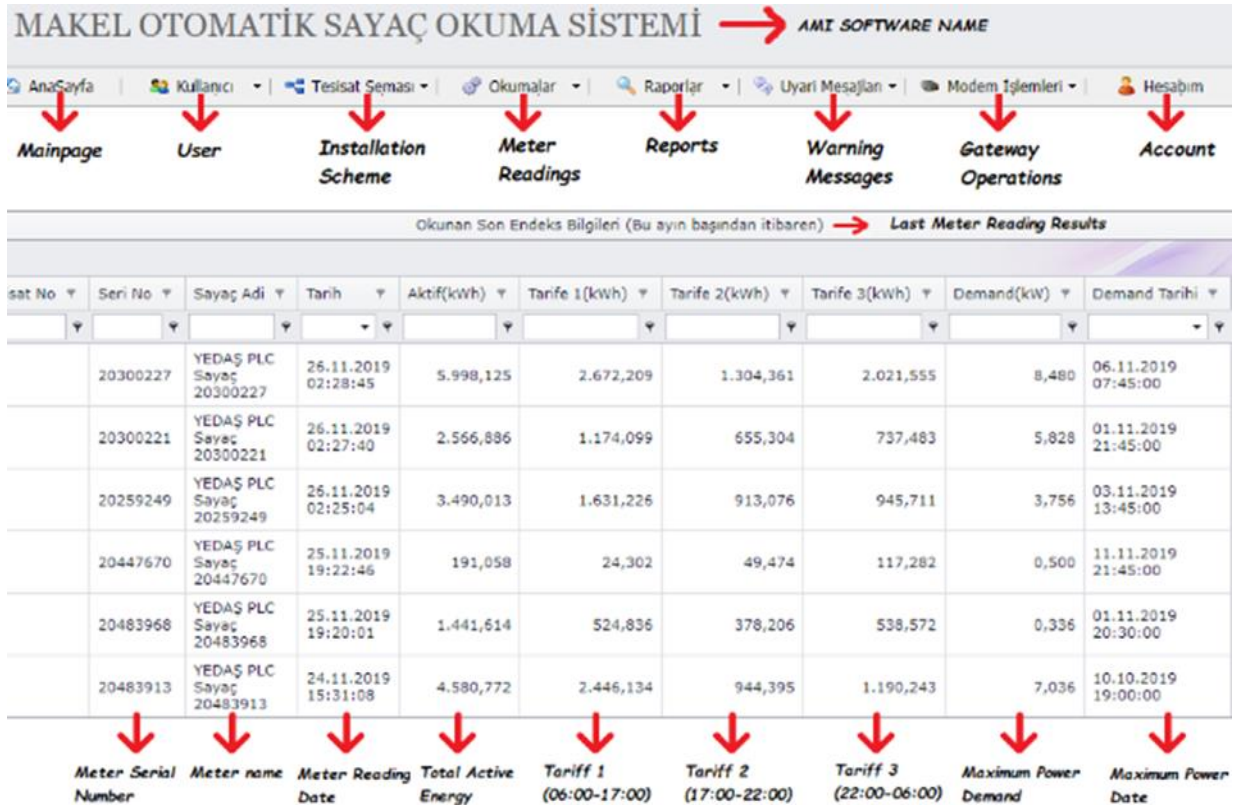 MAKEL OTOMATİK SAYAÇ OKUMA SİSTEMİ
AMI SOFTWARE NAME
AnaSayfa
Kullanıcı
Tesisat Şeması
Okumalar
Raporlar
Uyarı Mesajları
Modem İşlemleri
Hesabım
Mainpage
User
Installation
Scheme
Meter
Readings
Reports
Warning
Messages
Gateway
Operations
Account
Okunan Son Endeks Bilgileri (Bu ayın başından itibaren)
Last Meter Reading Results
sat No
Seri No
Sayaç Adi
Tarih
Aktif(kWh)
Tarife 1(kWh)
Tarife 2(kWh)
Tarife 3(kWh)
Demand(kW)
Demand Tarihi
20300227
YEDAŞ PLC
Sayaç
20300227
26.11.2019
02:28:45
5.998,125
2.672,209
1.304,361
2.021,555
8,480
06.11.2019
07:45:00
20300221
YEDAŞ PLC
Sayaç
20300221
26.11.2019
02:27:40
2.566,886
1.174,099
655,304
737,483
5,828
01.11.2019
21:45:00
20259249
YEDAŞ PLC
Sayaç
20259249
26.11.2019
02:25:04
3.490,013
1.631,226
913,076
945,711
3,756
03.11.2019
13:45:00
20447670
YEDAŞ PLC
Sayaç
20447670
25.11.2019
19:22:46
191,058
24,302
49,474
117,282
0,500
11.11.2019
21:45:00
20483968
YEDAŞ PLC
Sayaç
20483968
25.11.2019
19:20:01
1.441,614
524,836
378,206
538,572
0,336
01.11.2019
20:30:00
20483913
YEDAŞ PLC
Sayaç
20483913
24.11.2019
15:31:08
4.580,772
2.446,134
944,395
1.190,243
7,036
10.10.2019
19:00:00
Meter Serial
Number
Meter name
Meter Reading
Date
Total Active
Energy
Tariff 1
(06:00-17:00)
Tariff 2
(17:00-22:00)
Tariff 3
(22:00-06:00)
Maximum Power
Demand
Maximum Power
Date